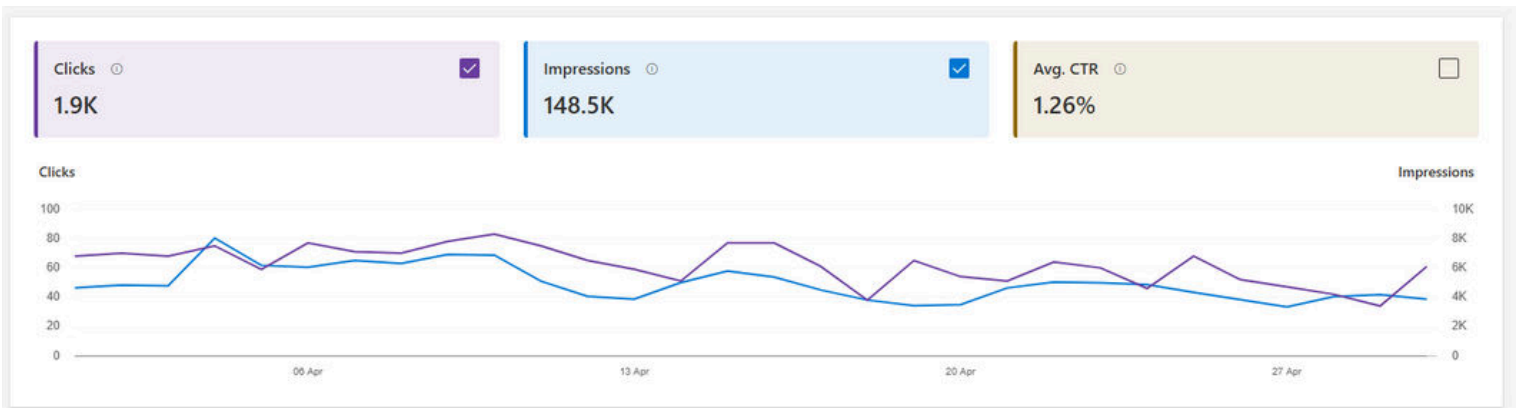 Clicks
1.9K
Impressions
148.5K
Avg. CTR
1.26%
Clicks
Impressions
100
80
60
40
20
0
10K
8K
6K
4K
2K
0
06 Apr
13 Apr
20 Apr
27 Apr